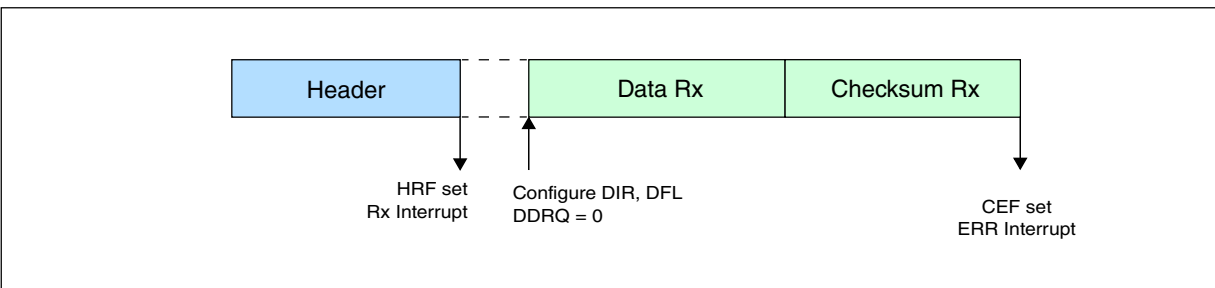 Header
Data Rx
Checksum Rx
HRF set
Rx Interrupt
Configure DIR, DFL
DDRQ = 0
CEF set
ERR Interrupt